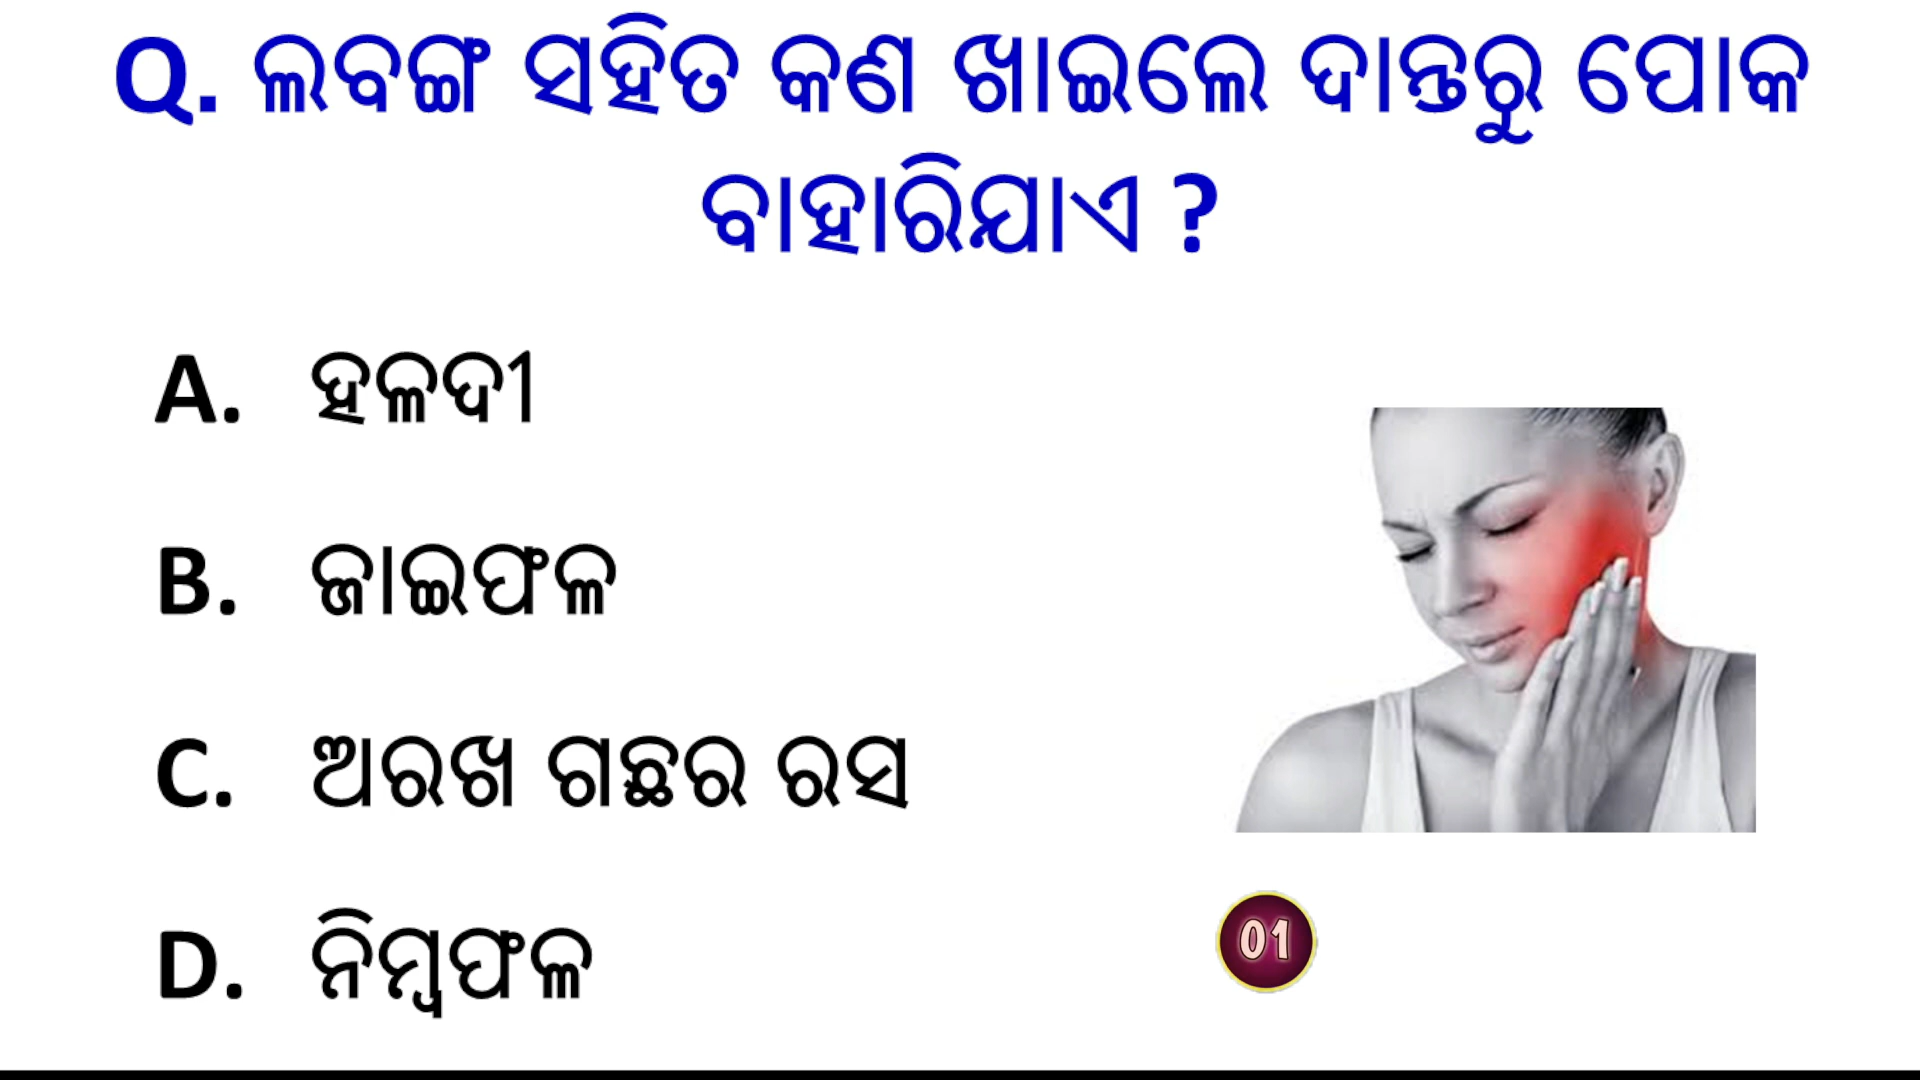 Q. ଲବଙ୍ଗ ସହିତ କଣ ଖାଇଲେ ଦାନ୍ତରୁ ପୋକ
ବାହାରିଯାଏ ?
A. ହଳଦୀ
B. ଜାଇଫଳ
C. ଅରଖ ଗଛର ରସ
D. ନିମ୍ବଫଳ
01